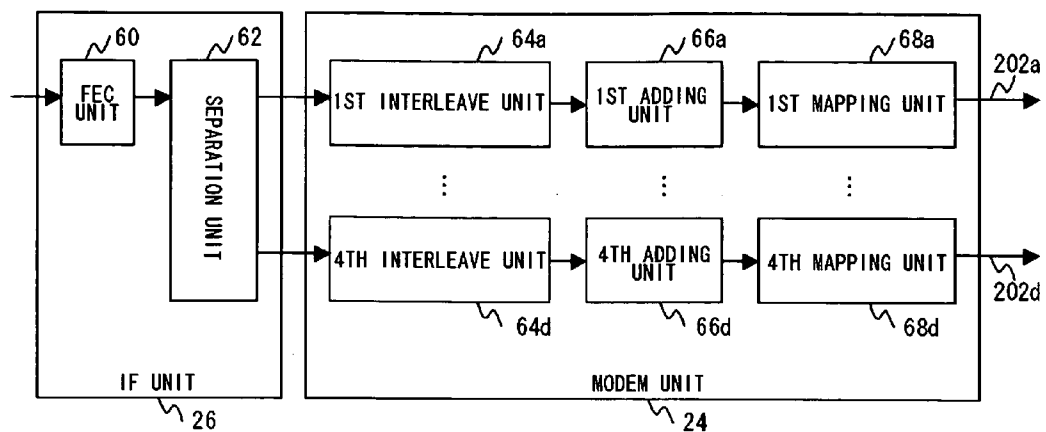 60
62
64a
66a
68a
202a
FEC
UNIT
SEPARATION UNIT
1ST INTERLEAVE UNIT
1ST ADDING
UNIT
1ST MAPPING UNIT
4TH INTERLEAVE UNIT
4TH ADDING
UNIT
4TH MAPPING UNIT
202d
64d
66d
68d
IF UNIT
MODEM UNIT
26
24